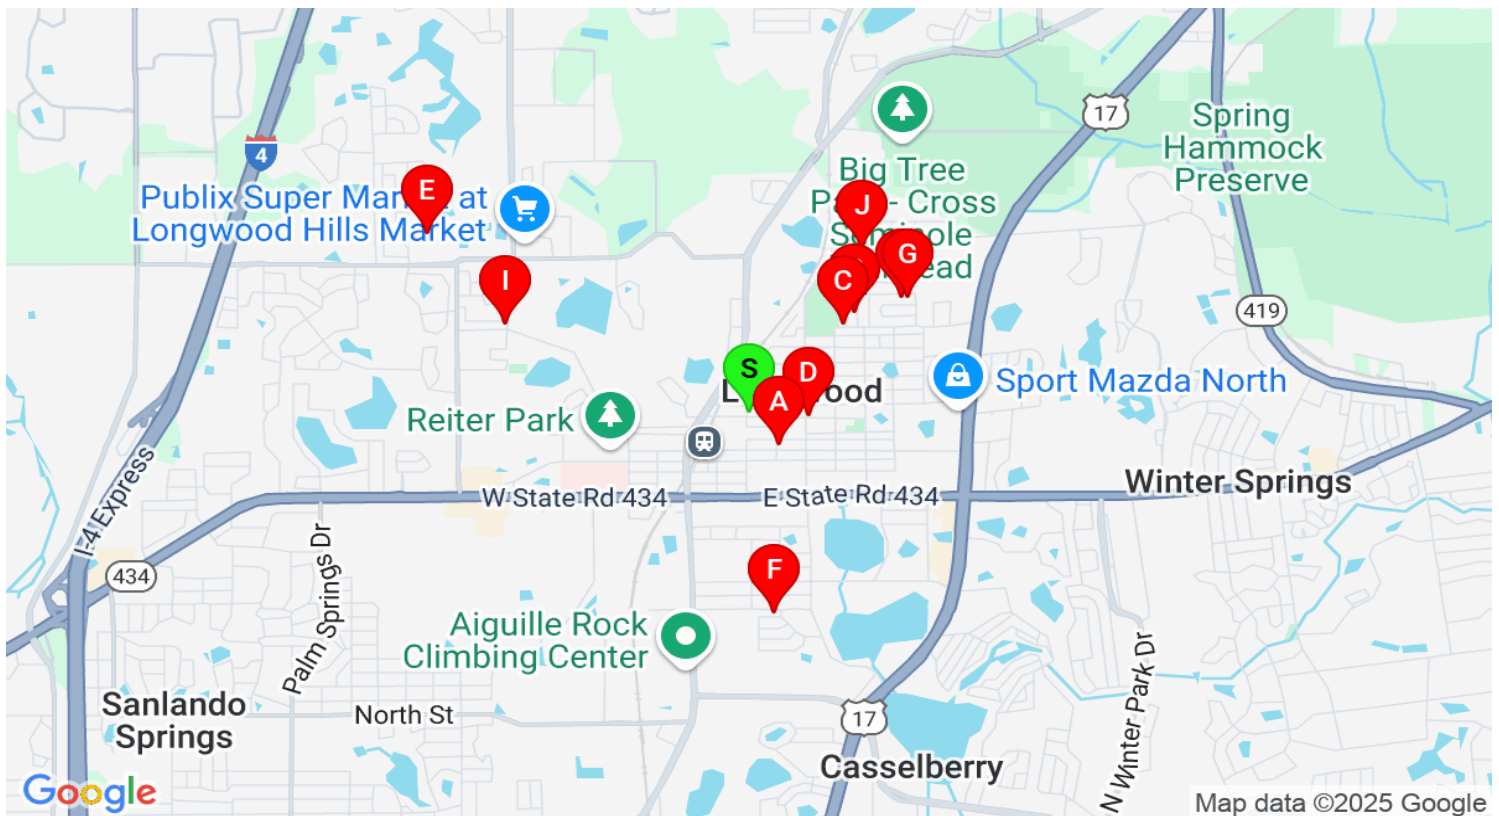 17
Spring
Hammock
Preserve
4
Big Tree
Cross
E
Publix Super
at
Longwood Hills Market
J
G
I
C
419
S
D
A
Sport Mazda North
Reiter Park
Winter Springs
W State Rd 434
E State Rd 434
I-4 Express
Palm Springs Dr
434
F
Aiguille Rock
Climbing Center
N Winter Park Dr
Sanlando
Springs
North St
17
Casselberry
Google
Map data ©2025 Google